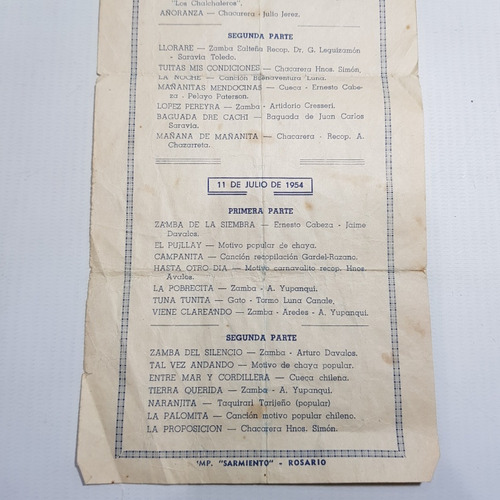 "Los Chalchaleros".
AÑORANZA — Chacarera - Julio Jerez.
SEGUNDA PARTE
LLORARE — Zamba Salteña Recop. Dr. G. Leguizamón
- Saravia Toledo.
TUITAS MIS CONDICIONES — Chacarera Hnos. Simón.
LA NOCHE — Canción Buenaventura Luna.
MAÑANITAS MENDOCINAS — Cueca - Ernesto Cabe-
za - Pelayo Paterson.
LOPEZ PEREYRA — Zamba - Artidorio Cresseri.
BAGUADA DRE CACHI — Baguada de Juan Carlos
Saravia.
MAÑANA DE MAÑANITA — Chacarera - Recop. A.
Chazarreta.
11 DE JULIO DE 1954
PRIMERA PARTE
ZAMBA DE LA SIEMBRA — Ernesto Cabeza - Jaime
Davalos.
EL PUJLLAY — Motivo popular de chaya.
CAMPANITA — Canción recopilación Gardel-Razano.
HASTA OTRO DIA — Motivo carnavalito recop. Hnos.
Avalos.
LA POBRECITA — Zamba - A. Yupanqui.
TUNA TUNITA — Gato - Tormo Luna Canale.
VIENE CLAREANDO — Zamba - Aredes - A. Yupanqui.
SEGUNDA PARTE
ZAMBA DEL SILENCIO — Zamba - Arturo Davalos.
TAL VEZ ANDANDO — Motivo de chaya popular.
ENTRE MAR Y CORDILLERA — Cueca chilena.
TIERRA QUERIDA — Zamba - A. Yupanqui.
NARANJITA — Taquirari Tarijeño (popular)
LA PALOMITA — Canción motivo popular chileno.
LA PROPOSICION — Chacarera Hnos. Simón.
IMP. "SARMIENTO" - ROSARIO